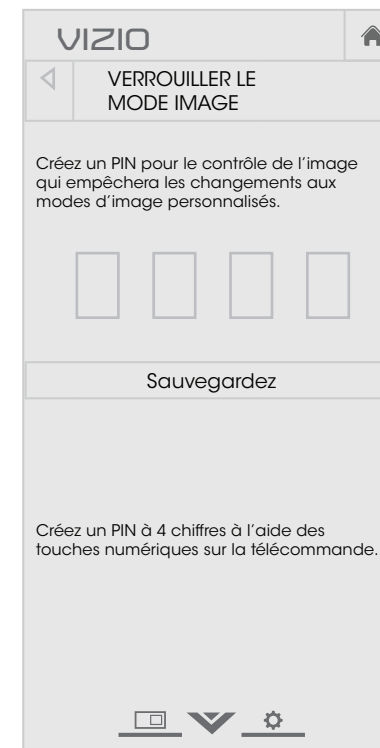 VIZIO
VERROUILLER LE
MODE IMAGE
Créez un PIN pour le contrôle de l'image
qui empêchera les changements aux
modes d'image personnalisés.
Sauvegardez
Créez un PIN à 4 chiffres à l'aide des
touches numériques sur la télécommande.